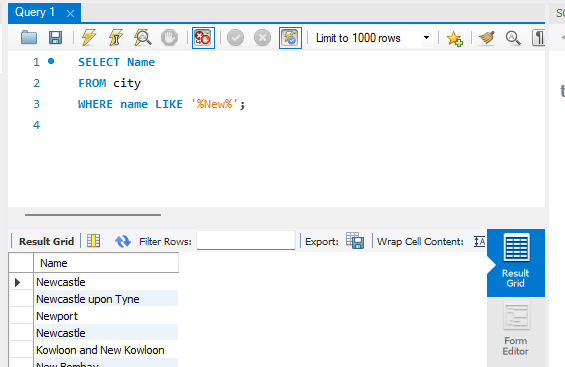 Query 1
SC
Limit to 1000 rows
1 SELECT Name
2 FROM city
3 WHERE name LIKE '%New%';
4
Result Grid Filter Rows: Export: Wrap Cell Content: IA
Name
Newcastle
Newcastle upon Tyne
Newport
Newcastle
Kowloon and New Kowloon
New Bombay
Result Grid
Form Editor